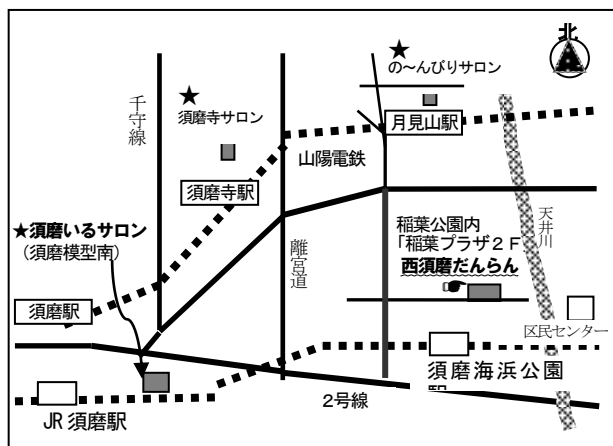 北
★
の～んびりサロン
千守線
★
須磨寺サロン
月見山駅
山陽電鉄
須磨寺駅
★須磨いるサロン
（須磨模型南）
離宮道
稲葉公園内
「稲葉プラザ２F
西須磨だんらん
天井川
須磨駅
区民センター
須磨海浜公園
駅
JR 須磨駅
2号線